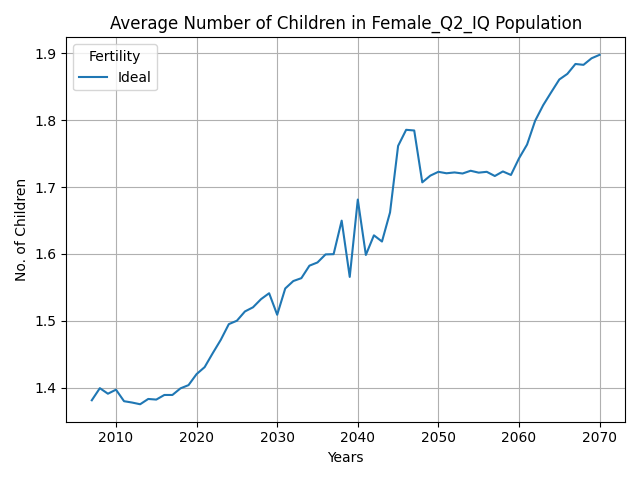 Average Number of Children in Female_Q2_IQ Population
Fertility
Ideal
1.9
1.8
1.7
1.6
1.5
1.4
No. of Children
2010 2020 2030 2040 2050 2060 2070
Years